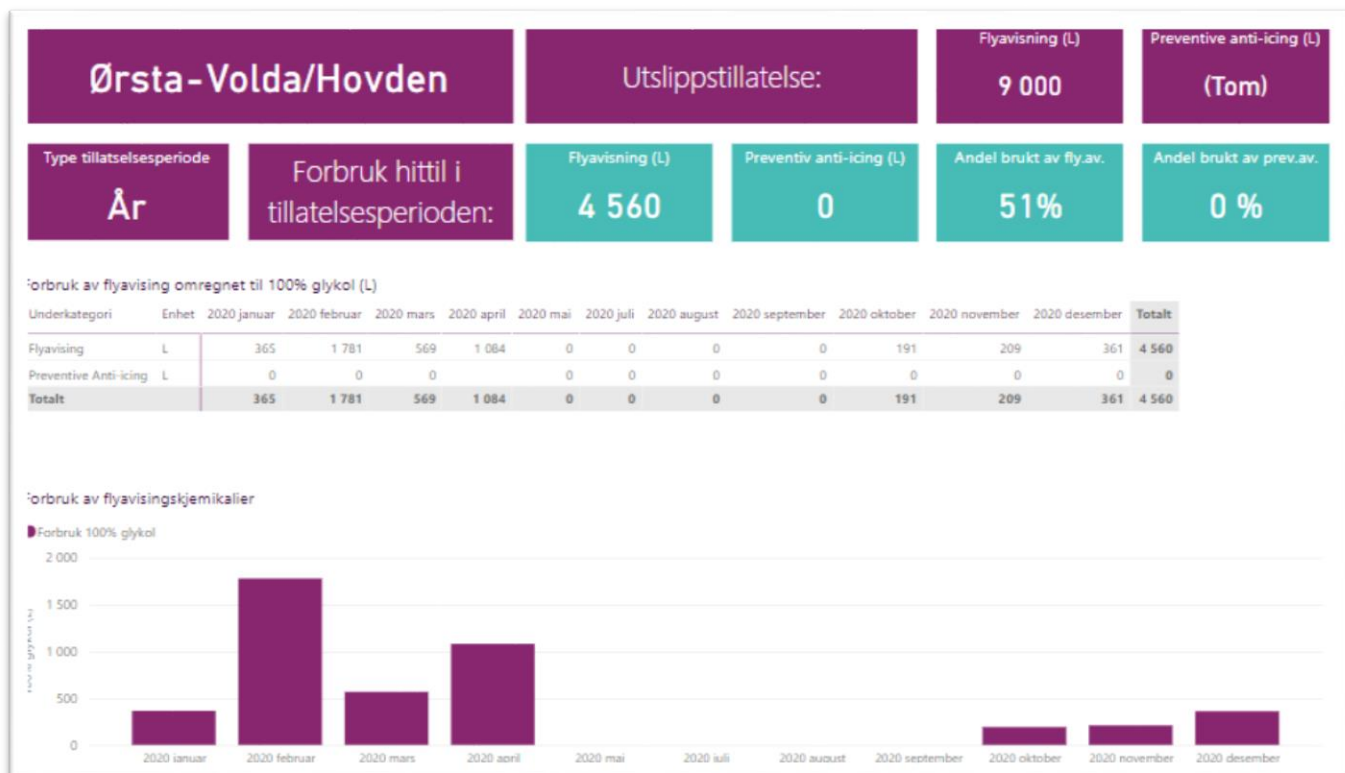 Ørsta-Volda/Hovden
Utslippstillatelse:
Flyavisning (L)
9 000
Preventive anti-icing (L)
(Tom)
Type tillatselsesperiode
År
Forbruk hittil i
tillatelsesperioden:
Flyavisning (L)
4 560
Preventiv anti-icing (L)
0
Andel brukt av fly.av.
51%
Andel brukt av prev.av.
0 %
Forbruk av flyavising omregnet til 100% glykol (L)
Underkategori Enhet 2020 januar 2020 februar 2020 mars 2020 april 2020 mai 2020 juli 2020 august 2020 september 2020 oktober 2020 november 2020 desember Totalt
Flyavising L 365 1 781 569 1 084 0 0 0 0 191 209 361 4 560
Preventive Anti-icing L 0 0 0 0 0 0 0 0 0 0 0
Totalt 365 1 781 569 1 084 0 0 0 0 191 209 361 4 560
Forbruk av flyavisingskjemikalier
Forbruk 100% glykol
2 000
1 500
1 000
500
0
glykol (L)
2020 januar 2020 februar 2020 mars 2020 april 2020 mai 2020 juli 2020 august 2020 september 2020 oktober 2020 november 2020 desember